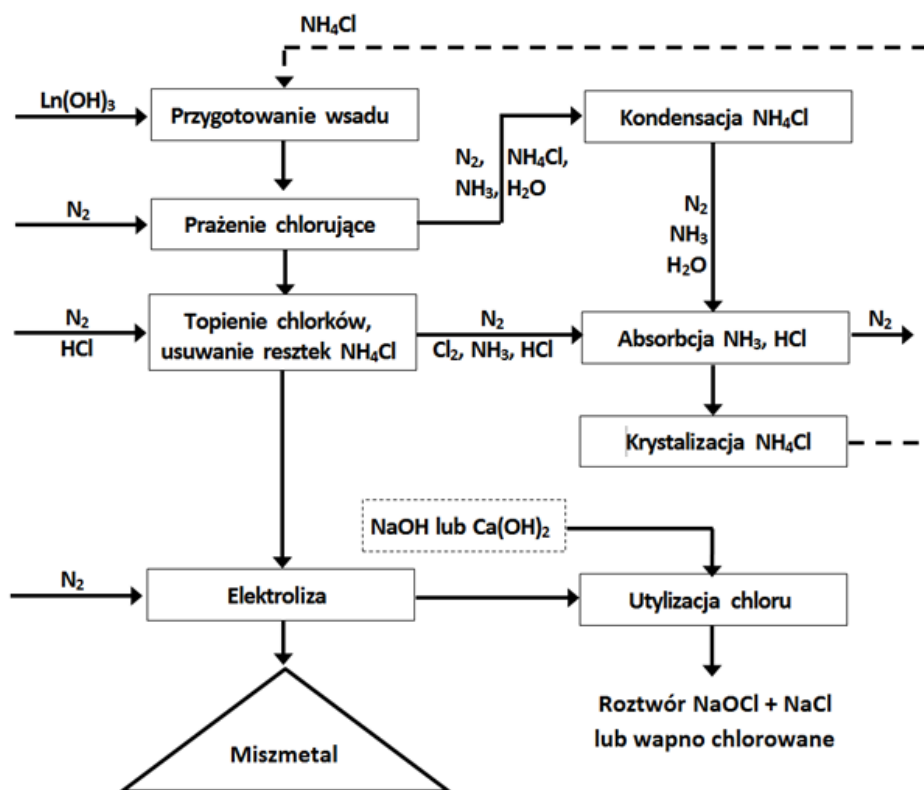 NH₄Cl
Ln(OH)₃
Przygotowanie wsadu
Kondensacja NH₄Cl
N₂, NH₄Cl,
NH₃, H₂O
N₂
Prażenie chlorujące
N₂
NH₃
H₂O
N₂
HCl
Topienie chlorków,
usuwanie resztek NH₄Cl
N₂
Cl₂, NH₃, HCl
Absorbcja NH₃, HCl
N₂
Krystalizacja NH₄Cl
NaOH lub Ca(OH)₂
N₂
Elektroliza
Utylizacja chloru
Roztwór NaOCl + NaCl
lub wapno chlorowane
Miszmetal